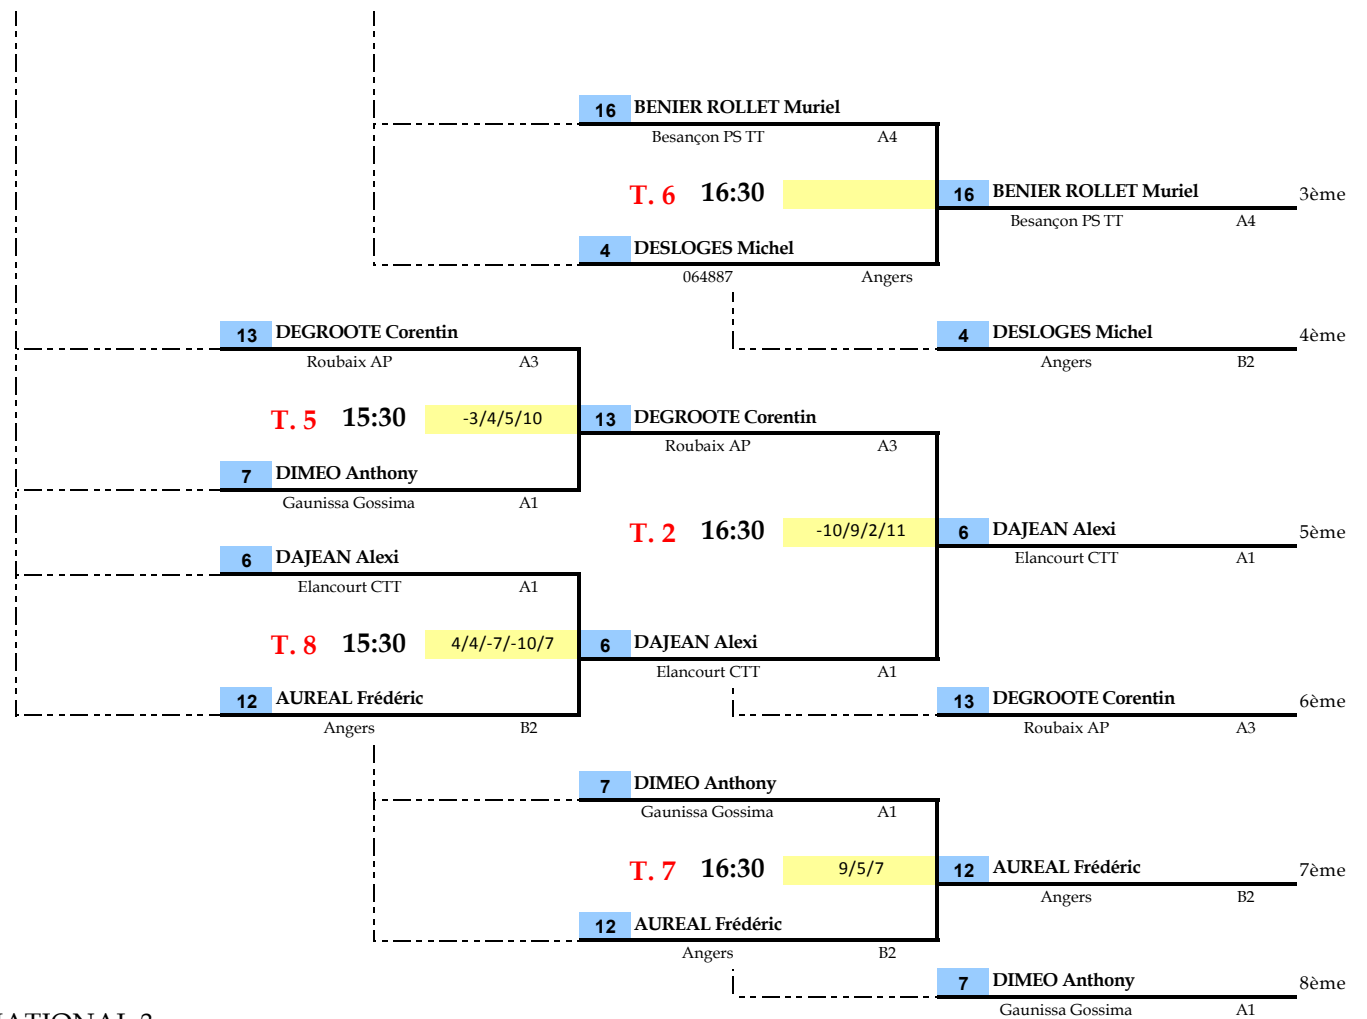 16 BENIER ROLLET Muriel
Besançon PS TT A4
T. 6 16:30
16 BENIER ROLLET Muriel 3ème
Besançon PS TT A4
4 DESLOGES Michel
064887 Angers
13 DEGROOTE Corentin
Roubaix AP A3
4 DESLOGES Michel 4ème
Angers B2
T. 5 15:30 -3/4/5/10
13 DEGROOTE Corentin
Roubaix AP A3
7 DIMEO Anthony
Gaunissa Gossima A1
T. 2 16:30 -10/9/2/11
6 DAJEAN Alexi 5ème
Elancourt CTT A1
6 DAJEAN Alexi
Elancourt CTT A1
T. 8 15:30 4/4/-7/-10/7
6 DAJEAN Alexi
Elancourt CTT A1
12 AUREAL Frédéric
Angers B2
13 DEGROOTE Corentin 6ème
Roubaix AP A3
7 DIMEO Anthony
Gaunissa Gossima A1
T. 7 16:30 9/5/7
12 AUREAL Frédéric 7ème
Angers B2
12 AUREAL Frédéric
Angers B2
7 DIMEO Anthony 8ème
Gaunissa Gossima A1